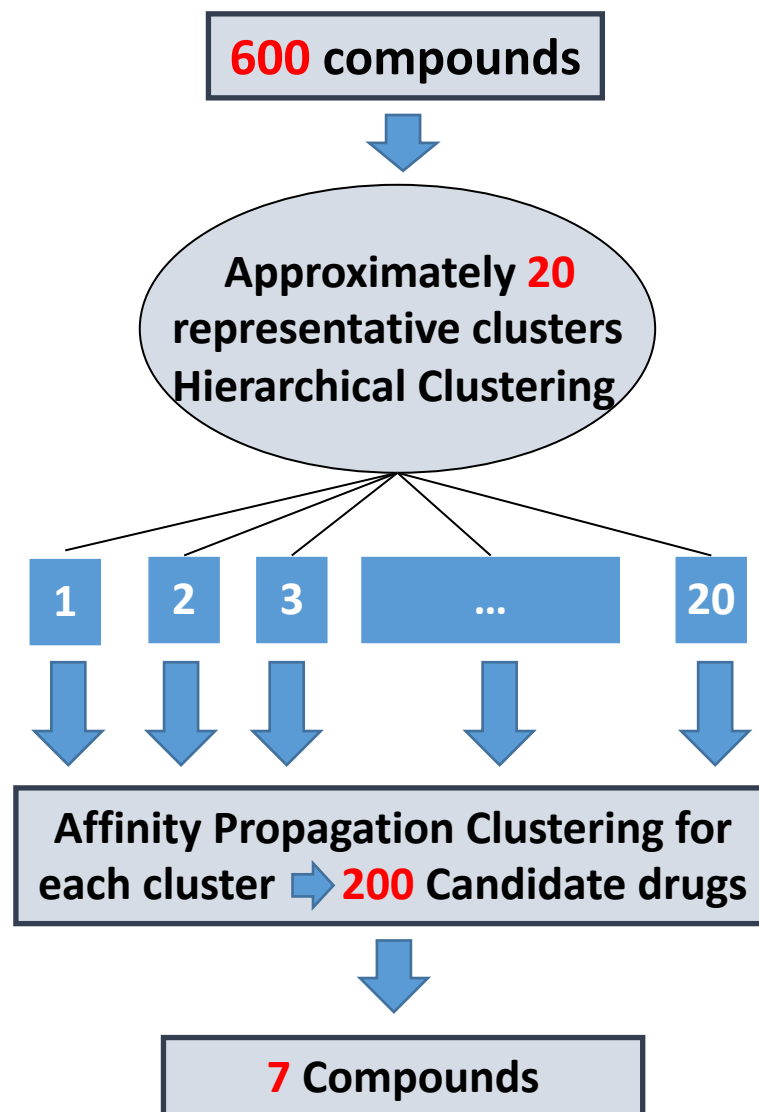 600 compounds
Approximately 20
representative clusters
Hierarchical Clustering
1 2 3 ... 20
Affinity Propagation Clustering for
each cluster 200 Candidate drugs
7 Compounds